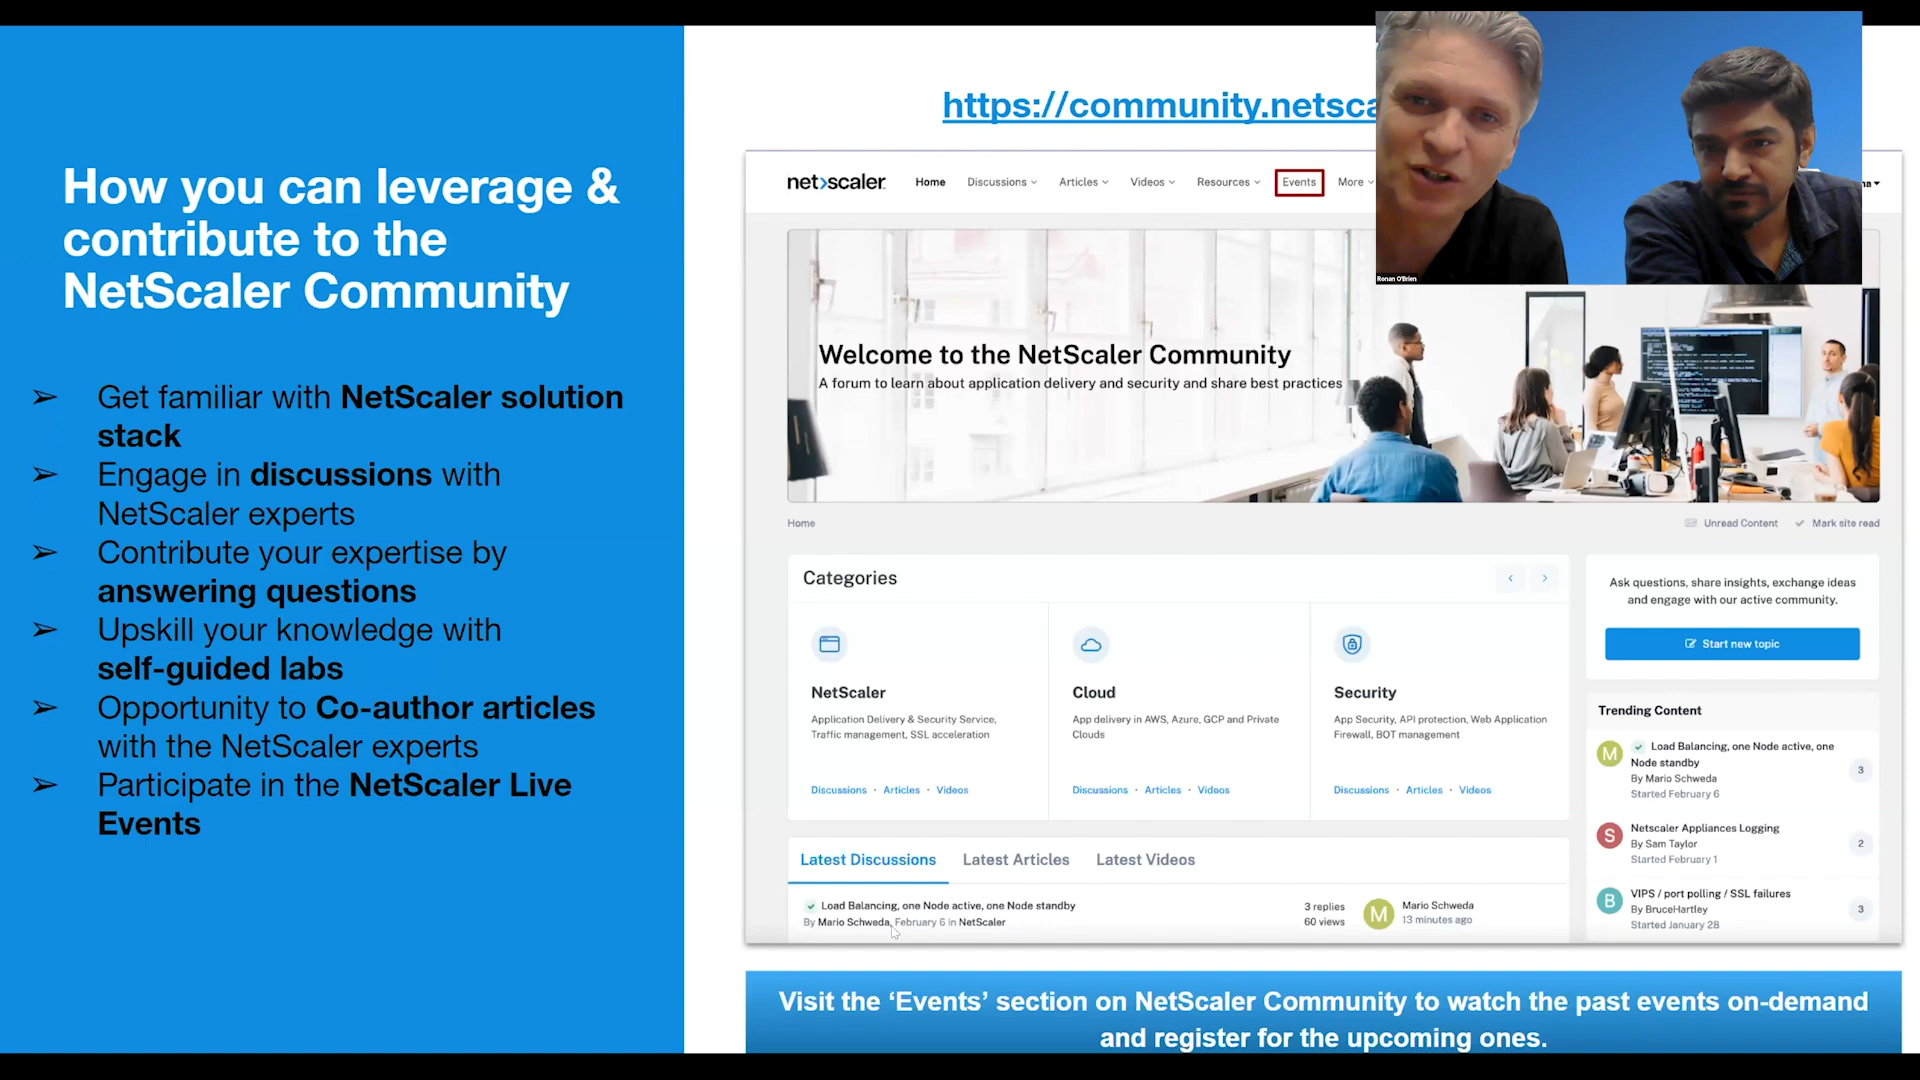 How you can leverage &
contribute to the
NetScaler Community
➢ Get familiar with NetScaler solution
stack
➢ Engage in discussions with
NetScaler experts
➢ Contribute your expertise by
answering questions
➢ Upskill your knowledge with
self-guided labs
➢ Opportunity to Co-author articles
with the NetScaler experts
➢ Participate in the NetScaler Live
Events
https://community.netsca
Ronan O'Brien
net>scaler Home Discussions Articles Videos Resources Events More
Welcome to the NetScaler Community
A forum to learn about application delivery and security and share best practices
Home Unread Content Mark site read
Categories
NetScaler
Application Delivery & Security Service,
Traffic management, SSL acceleration
Discussions · Articles · Videos
Cloud
App delivery in AWS, Azure, GCP and Private
Clouds
Discussions · Articles · Videos
Security
App Security, API protection, Web Application
Firewall, BOT management
Discussions · Articles · Videos
Ask questions, share insights, exchange ideas
and engage with our active community.
Start new topic
Trending Content
M Load Balancing, one Node active, one
Node standby
By Mario Schweda
Started February 6
3
S Netscaler Appliances Logging
By Sam Taylor
Started February 1
2
B VIPS / port polling / SSL failures
By BruceHartley
Started January 28
3
Latest Discussions Latest Articles Latest Videos
Load Balancing, one Node active, one Node standby
By Mario Schweda, February 6 in NetScaler
3 replies
60 views
M Mario Schweda
13 minutes ago
Visit the ‘Events’ section on NetScaler Community to watch the past events on-demand
and register for the upcoming ones.